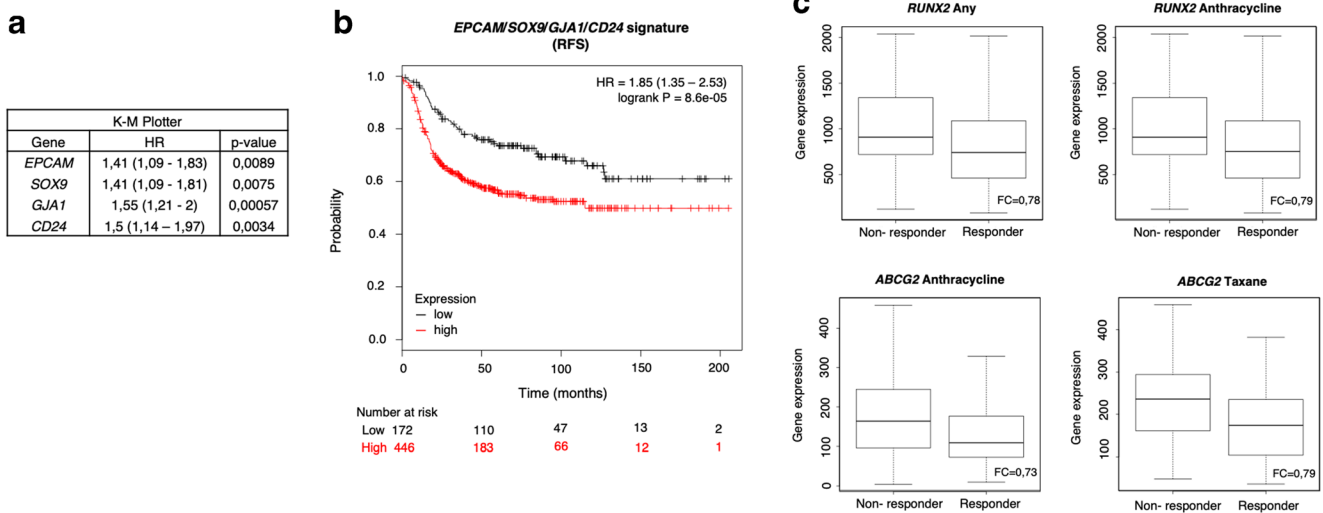 a
K-M Plotter
Gene HR p-value
EPCAM 1,41 (1,09 - 1,83) 0,0089
SOX9 1,41 (1,09 - 1,81) 0,0075
GJA1 1,55 (1,21 - 2) 0,00057
CD24 1,5 (1,14 – 1,97) 0,0034
b
EPCAM/SOX9/GJA1/CD24 signature
(RFS)
HR = 1.85 (1.35 – 2.53)
logrank P = 8.6e-05
Probability
1.0
0.8
0.6
0.4
0.2
0.0
Expression
low
high
0 50 100 150 200
Time (months)
Number at risk
Low 172 110 47 13 2
High 446 183 66 12 1
c
RUNX2 Any
Gene expression
2000
1500
1000
500
FC=0,78
Non- responder Responder
RUNX2 Anthracycline
Gene expression
2000
1500
1000
500
FC=0,79
Non- responder Responder
ABCG2 Anthracycline
Gene expression
400
300
200
100
0
FC=0,73
Non- responder Responder
ABCG2 Taxane
Gene expression
400
300
200
100
FC=0,79
Non- responder Responder